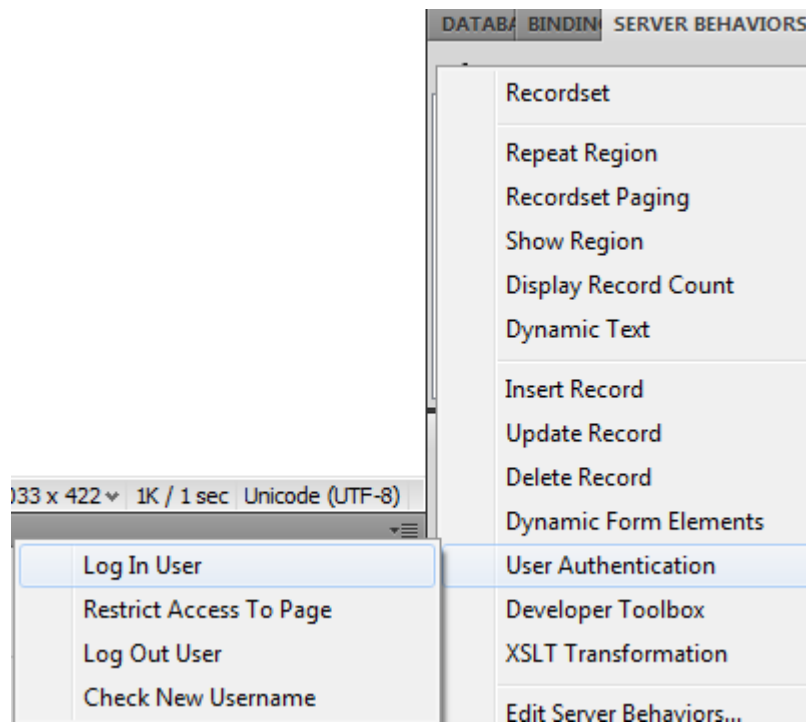 DATABA BINDIN SERVER BEHAVIORS
Recordset
Repeat Region
Recordset Paging
Show Region
Display Record Count
Dynamic Text
Insert Record
Update Record
Delete Record
Dynamic Form Elements
User Authentication
Developer Toolbox
XSLT Transformation
Edit Server Behaviors...
033 x 422 1K / 1 sec Unicode (UTF-8)
Log In User
Restrict Access To Page
Log Out User
Check New Username